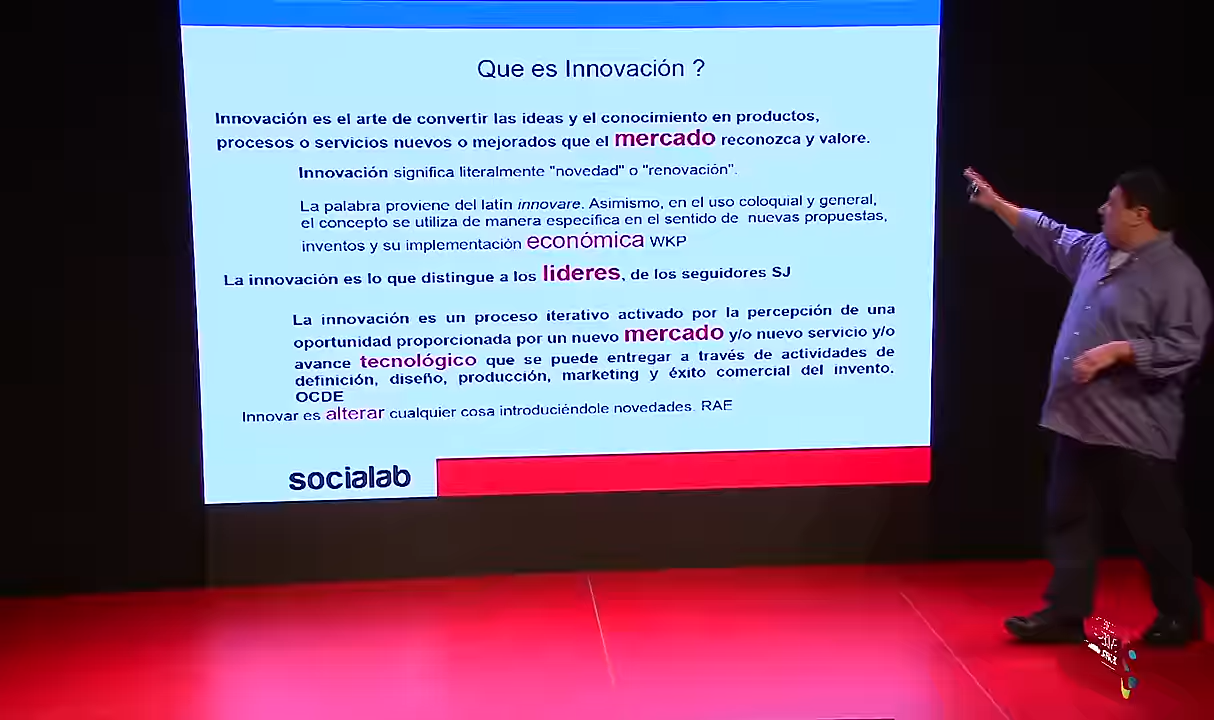 Que es Innovación ?
Innovación es el arte de convertir las ideas y el conocimiento en productos,
procesos o servicios nuevos o mejorados que el mercado reconozca y valore.
Innovación significa literalmente "novedad" o "renovación".
La palabra proviene del latin innovare. Asimismo, en el uso coloquial y general,
el concepto se utiliza de manera específica en el sentido de nuevas propuestas,
inventos y su implementación económica WKP
La innovación es lo que distingue a los lideres, de los seguidores SJ
La innovación es un proceso iterativo activado por la percepción de una
oportunidad proporcionada por un nuevo mercado y/o nuevo servicio y/o
avance tecnológico que se puede entregar a través de actividades de
definición, diseño, producción, marketing y éxito comercial del invento.
OCDE
Innovar es alterar cualquier cosa introduciéndole novedades. RAE
socialab